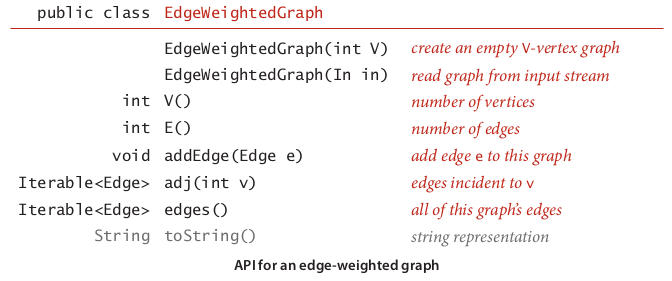 public class EdgeWeightedGraph
EdgeWeightedGraph(int V) create an empty V-vertex graph
EdgeWeightedGraph(In in) read graph from input stream
int V() number of vertices
int E() number of edges
void addEdge(Edge e) add edge e to this graph
Iterable<Edge> adj(int v) edges incident to v
Iterable<Edge> edges() all of this graph’s edges
String toString() string representation
API for an edge-weighted graph